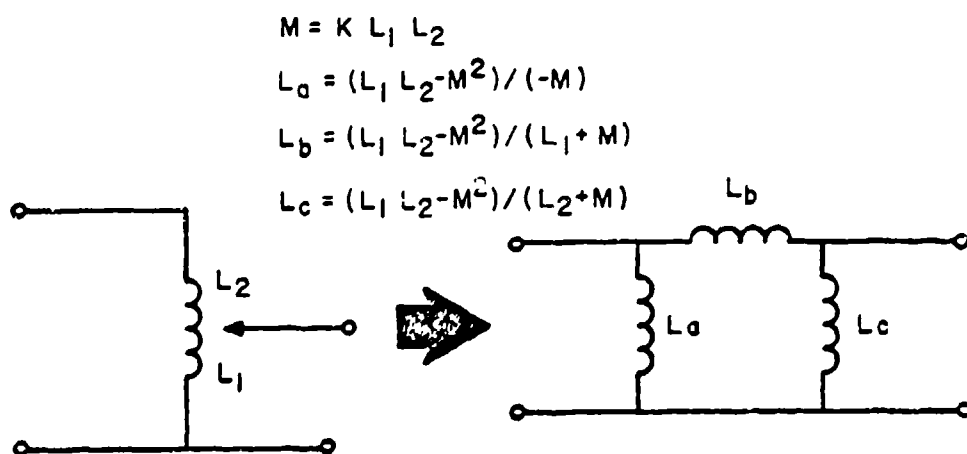 M = K L1 L2
La = (L1 L2-M²)/(-M)
Lb = (L1 L2-M²)/(L1+ M)
Lc = (L1 L2-M²)/(L2+M)
Lb
L2
La
Lc
L1